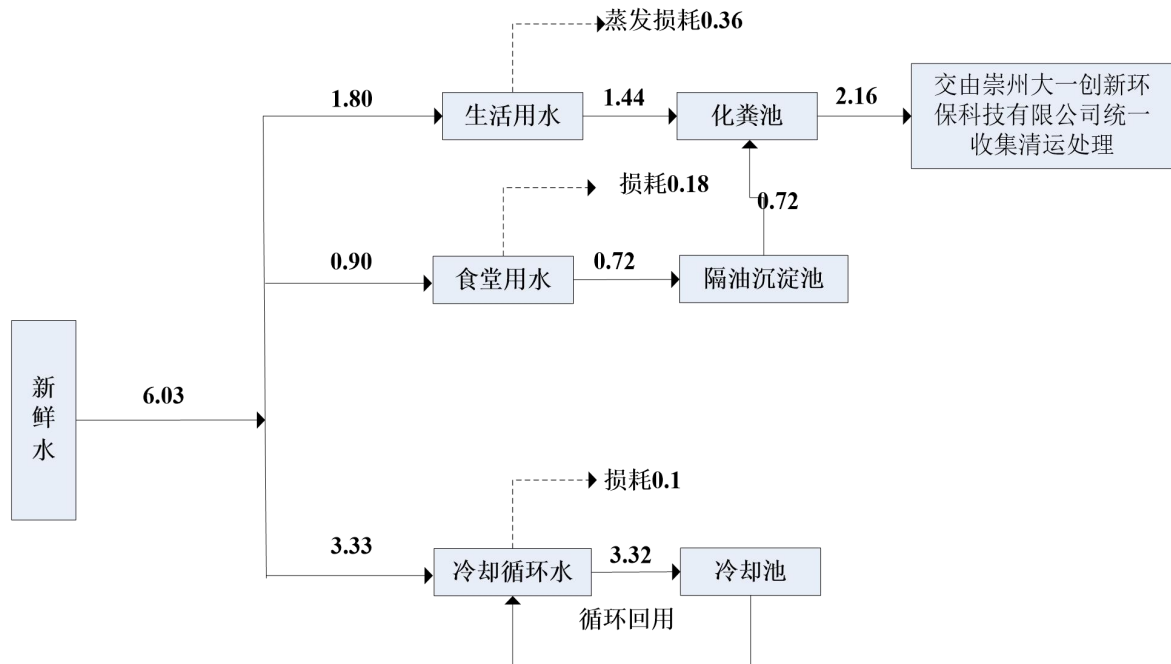 蒸发损耗0.36
1.80
生活用水
1.44
化粪池
2.16
交由崇州大一创新环
保科技有限公司统一
收集清运处理
损耗0.18
0.72
0.90
食堂用水
0.72
隔油沉淀池
新
鲜
水
6.03
损耗0.1
3.33
冷却循环水
3.32
冷却池
循环回用